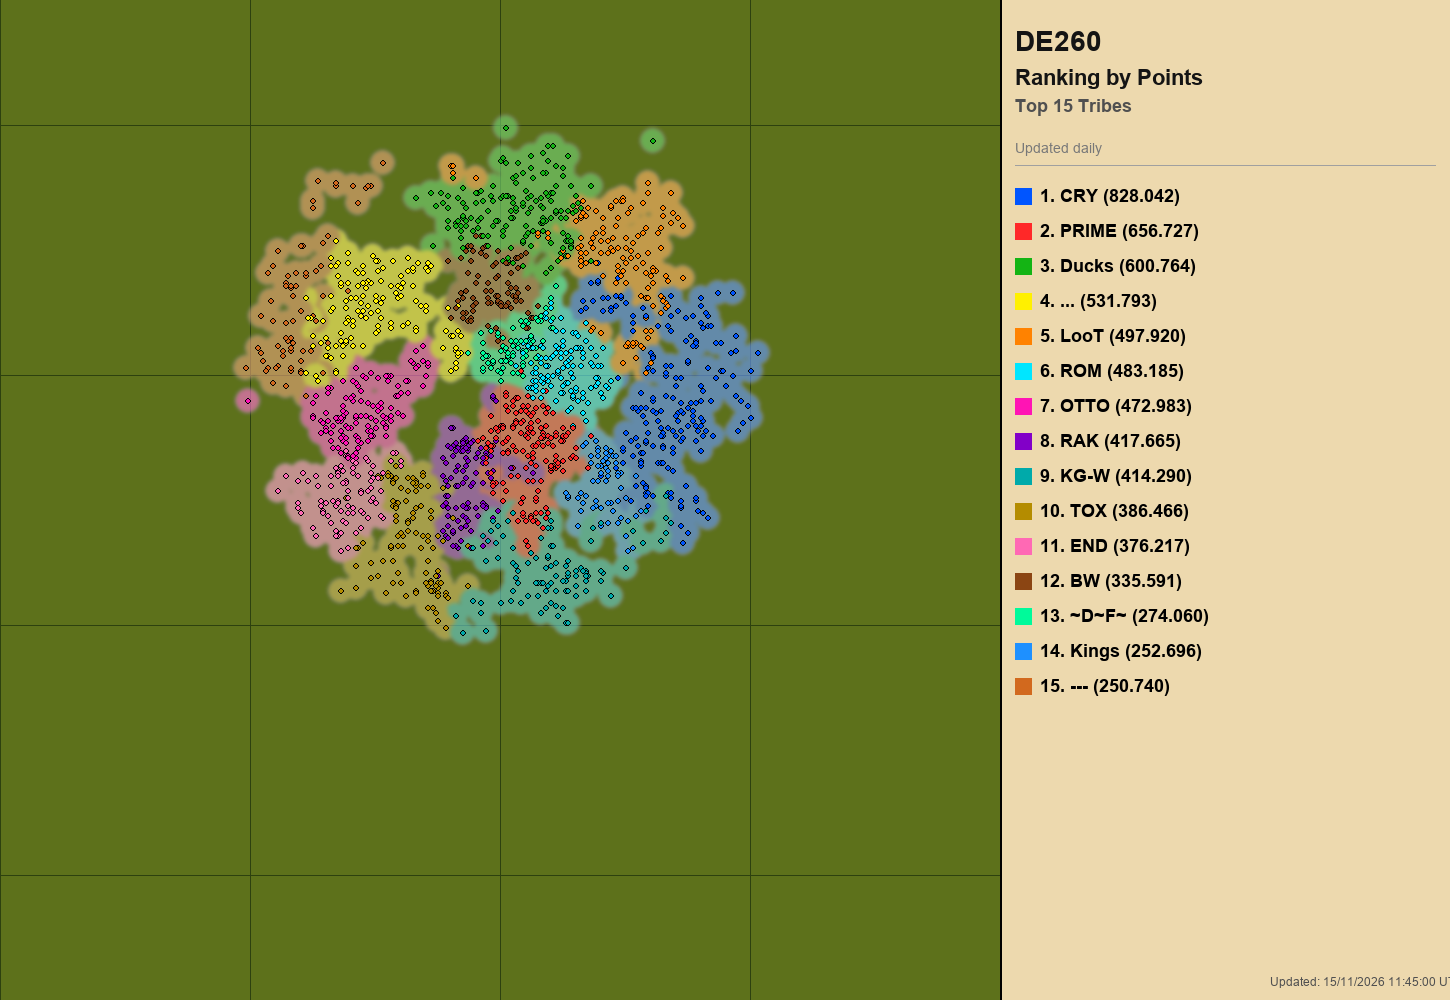 DE260
Ranking by Points
Top 15 Tribes
Updated daily
1. CRY (828.042)
2. PRIME (656.727)
3. Ducks (600.764)
4. ... (531.793)
5. LooT (497.920)
6. ROM (483.185)
7. OTTO (472.983)
8. RAK (417.665)
9. KG-W (414.290)
10. TOX (386.466)
11. END (376.217)
12. BW (335.591)
13. ~D~F~ (274.060)
14. Kings (252.696)
15. --- (250.740)
Updated: 15/11/2026 11:45:00 U